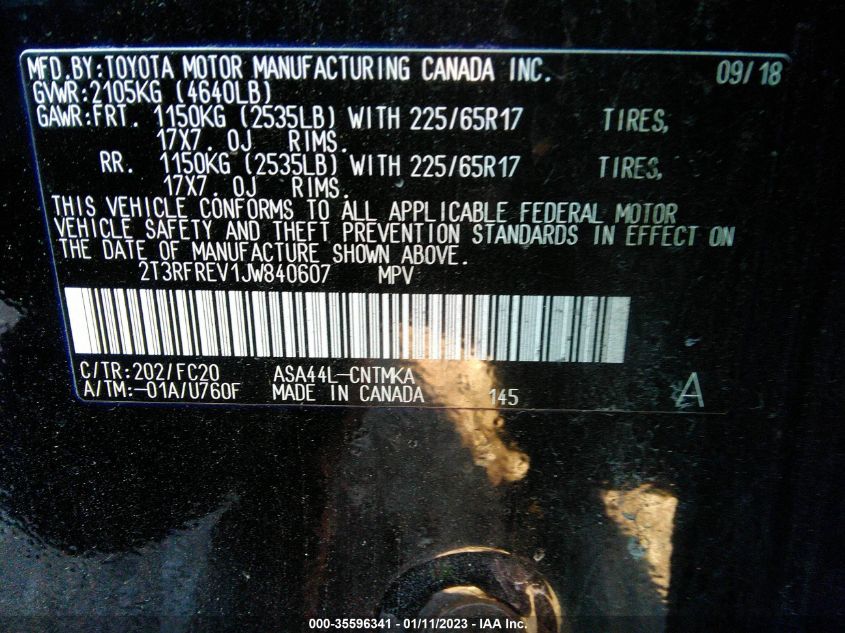 MFD.BY:TOYOTA MOTOR MANUFACTURING CANADA INC. 09/18
GVWR:2105KG (4640LB)
GAWR:FRT. 1150KG (2535LB) WITH 225/65R17 TIRES,
17X7. 0J RIMS.
RR. 1150KG (2535LB) WITH 225/65R17 TIRES,
17X7. 0J RIMS.
THIS VEHICLE CONFORMS TO ALL APPLICABLE FEDERAL MOTOR
VEHICLE SAFETY AND THEFT PREVENTION STANDARDS IN EFFECT ON
THE DATE OF MANUFACTURE SHOWN ABOVE.
2T3RFREV1JW840607 MPV
C/TR:202/FC20 ASA44L-CNTMKA
A/TM:-01A/U760F MADE IN CANADA 145 A
000-35596341 - 01/11/2023 - IAA Inc.